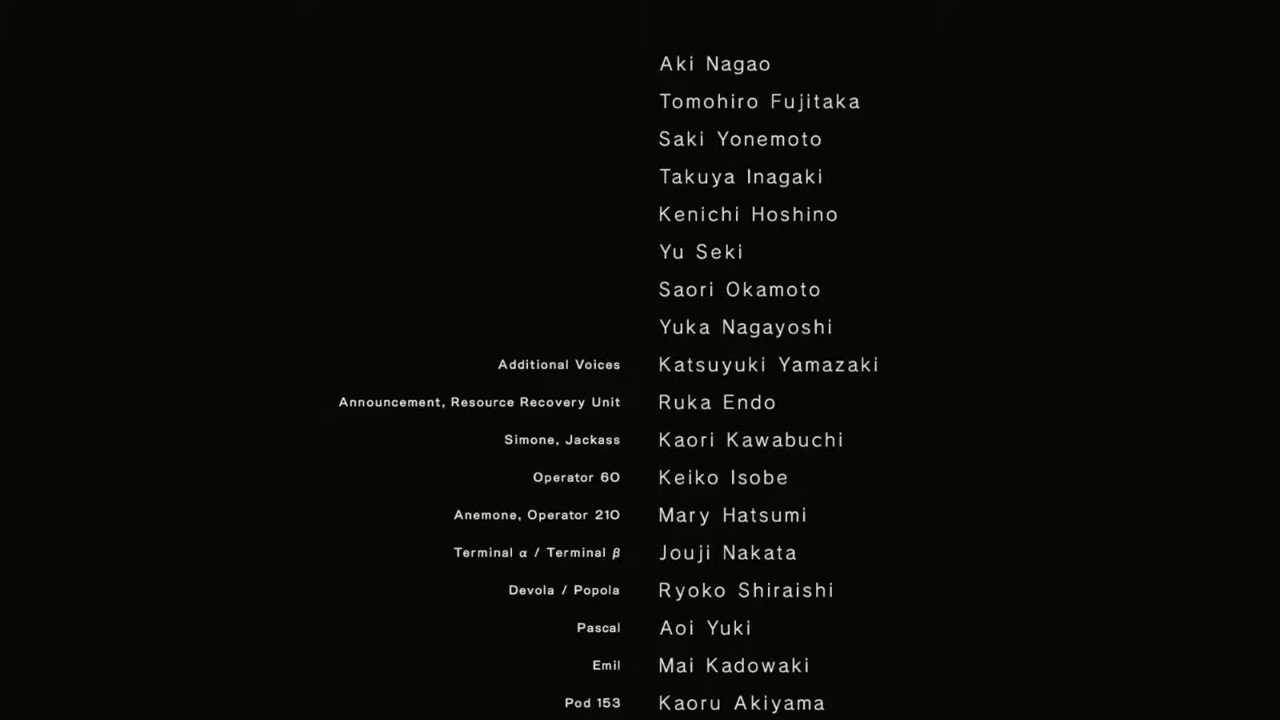 Aki Nagao
Tomohiro Fujitaka
Saki Yonemoto
Takuya Inagaki
Kenichi Hoshino
Yu Seki
Saori Okamoto
Yuka Nagayoshi
Additional Voices Katsuyuki Yamazaki
Announcement, Resource Recovery Unit Ruka Endo
Simone, Jackass Kaori Kawabuchi
Operator 6O Keiko Isobe
Anemone, Operator 21O Mary Hatsumi
Terminal α / Terminal β Jouji Nakata
Devola / Popola Ryoko Shiraishi
Pascal Aoi Yuki
Emil Mai Kadowaki
Pod 153 Kaoru Akiyama